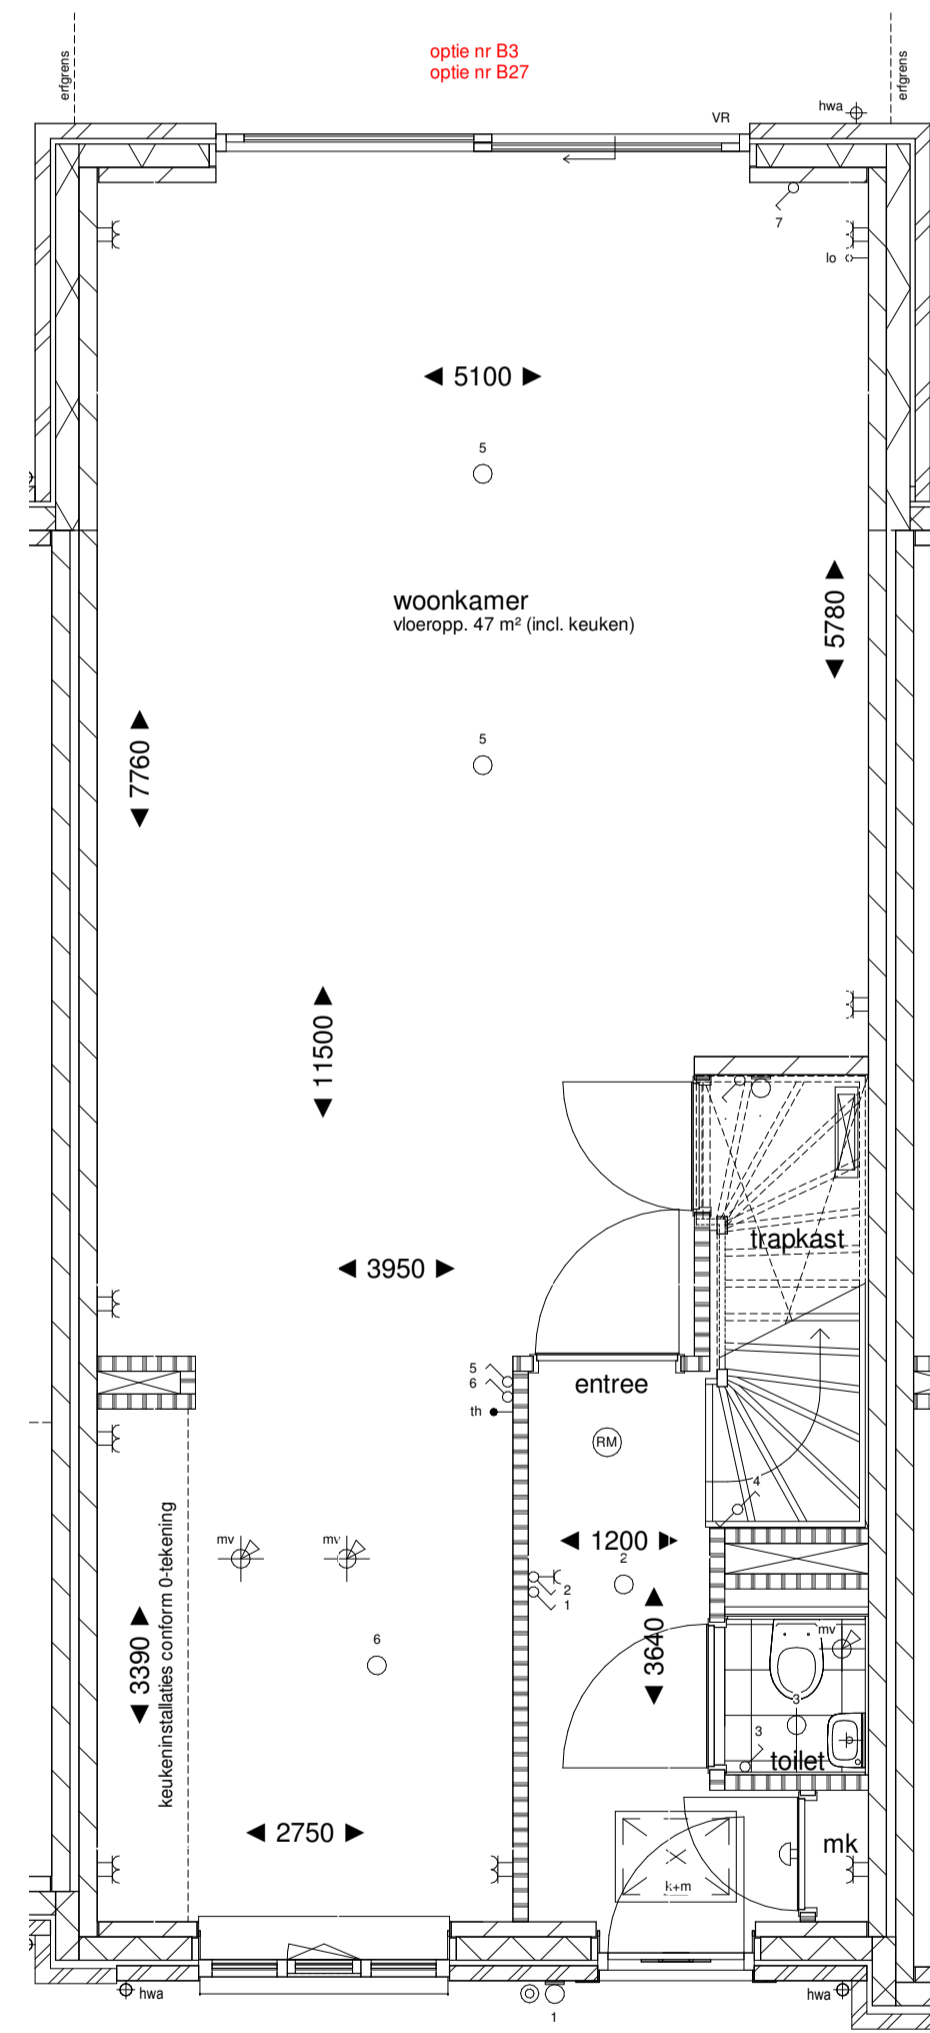 optie nr B3
optie nr B27
erfgrens
erfgrens
hwa
VR
7
lo
5100
5
woonkamer
vloeropp. 47 m² (incl. keuken)
5780
7760
5
11500
trapkast
3950
5
6
th
entree
RM
4
1200
2
mv
mv
2
1
3640
3390
keukeninstallaties conform 0-tekening
6
mv
3
3
toilet
2750
mk
k+m
hwa
hwa
1